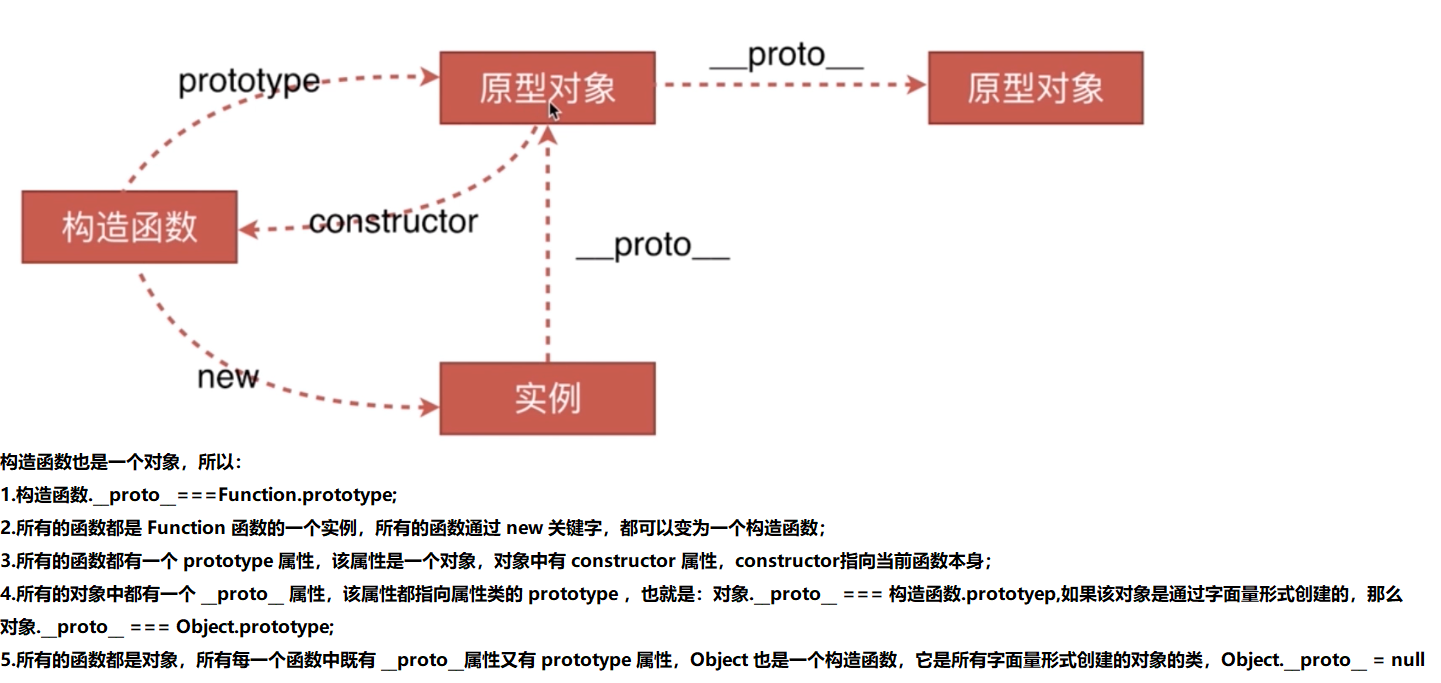 prototype
原型对象
__proto__
原型对象
构造函数
constructor
__proto__
new
实例
构造函数也是一个对象，所以：
1.构造函数.__proto__===Function.prototype;
2.所有的函数都是 Function 函数的一个实例，所有的函数通过 new 关键字，都可以变为一个构造函数；
3.所有的函数都有一个 prototype 属性，该属性是一个对象，对象中有 constructor 属性，constructor指向当前函数本身；
4.所有的对象中都有一个 __proto__ 属性，该属性都指向属性类的 prototype ，也就是：对象.__proto__ === 构造函数.prototyep,如果该对象是通过字面量形式创建的，那么
对象.__proto__ === Object.prototype;
5.所有的函数都是对象，所有每一个函数中既有 __proto__属性又有 prototype 属性，Object 也是一个构造函数，它是所有字面量形式创建的对象的类，Object.__proto__ = null